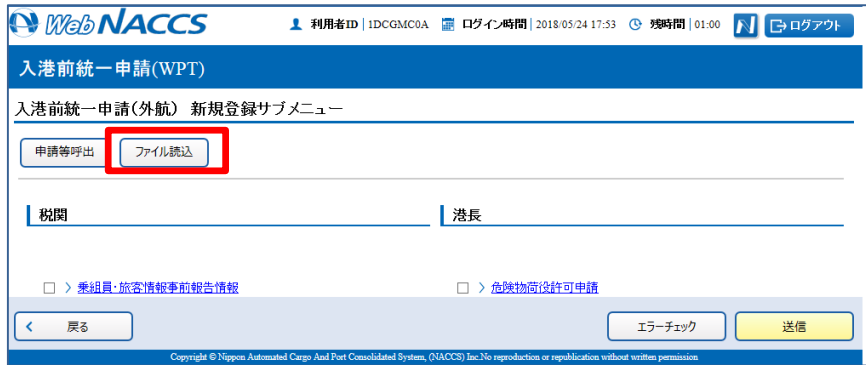 Web NACCS 利用者ID | 1DCGMC0A ログイン時間 | 2018/05/24 17:53 残時間 | 01:00 N ログアウト
入港前統一申請(WPT)
入港前統一申請(外航) 新規登録サブメニュー
申請等呼出 ファイル読込
税関 港長
> 乗組員・旅客情報事前報告情報 > 危険物荷役許可申請
< 戻る エラーチェック 送信
Copyright © Nippon Automated Cargo And Port Consolidated System, (NACCS) Inc.No reproduction or republication without written permission